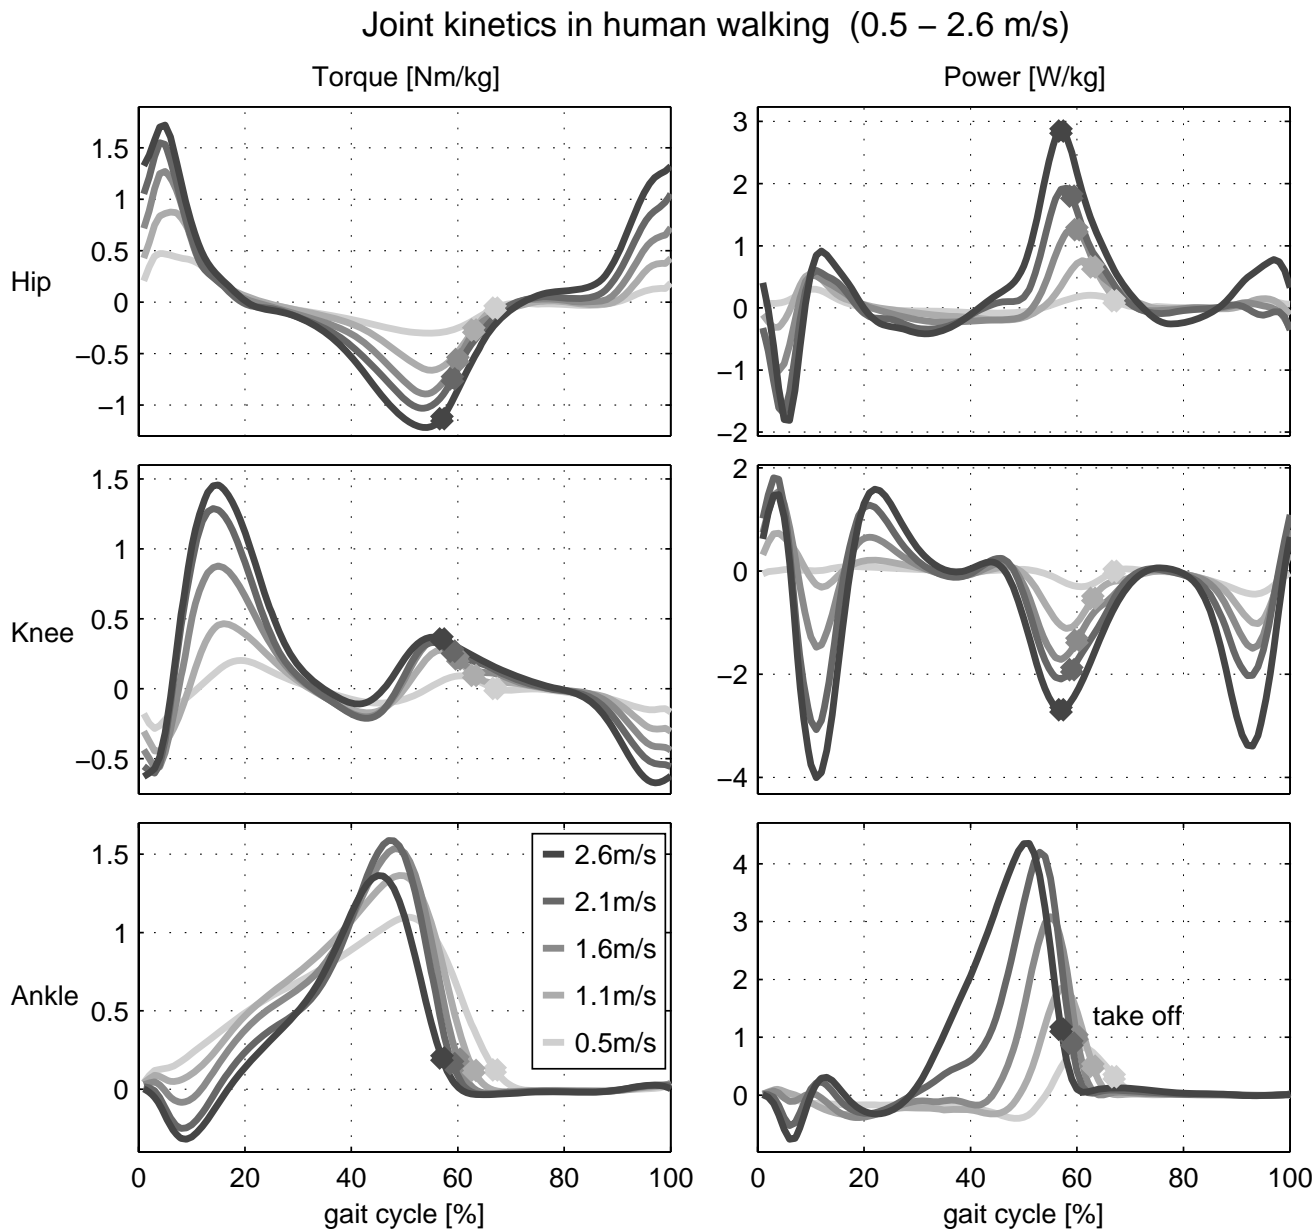 Joint kinetics in human walking (0.5 – 2.6 m/s)
Torque [Nm/kg]
Power [W/kg]
Hip
1.5
1
0.5
0
−0.5
−1
3
2
1
0
−1
−2
Knee
1.5
1
0.5
0
−0.5
2
0
−2
−4
Ankle
1.5
1
0.5
0
2.6m/s
2.1m/s
1.6m/s
1.1m/s
0.5m/s
4
3
2
1
0
take off
0 20 40 60 80 100
0 20 40 60 80 100
gait cycle [%]
gait cycle [%]